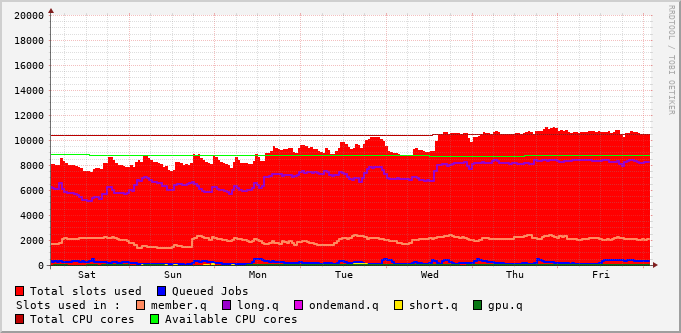 RRDTOOL / TOBI OETIKER
20000
18000
16000
14000
12000
10000
8000
6000
4000
2000
0
Sat Sun Mon Tue Wed Thu Fri
Total slots used Queued Jobs
Slots used in : member.q long.q ondemand.q short.q gpu.q
Total CPU cores Available CPU cores